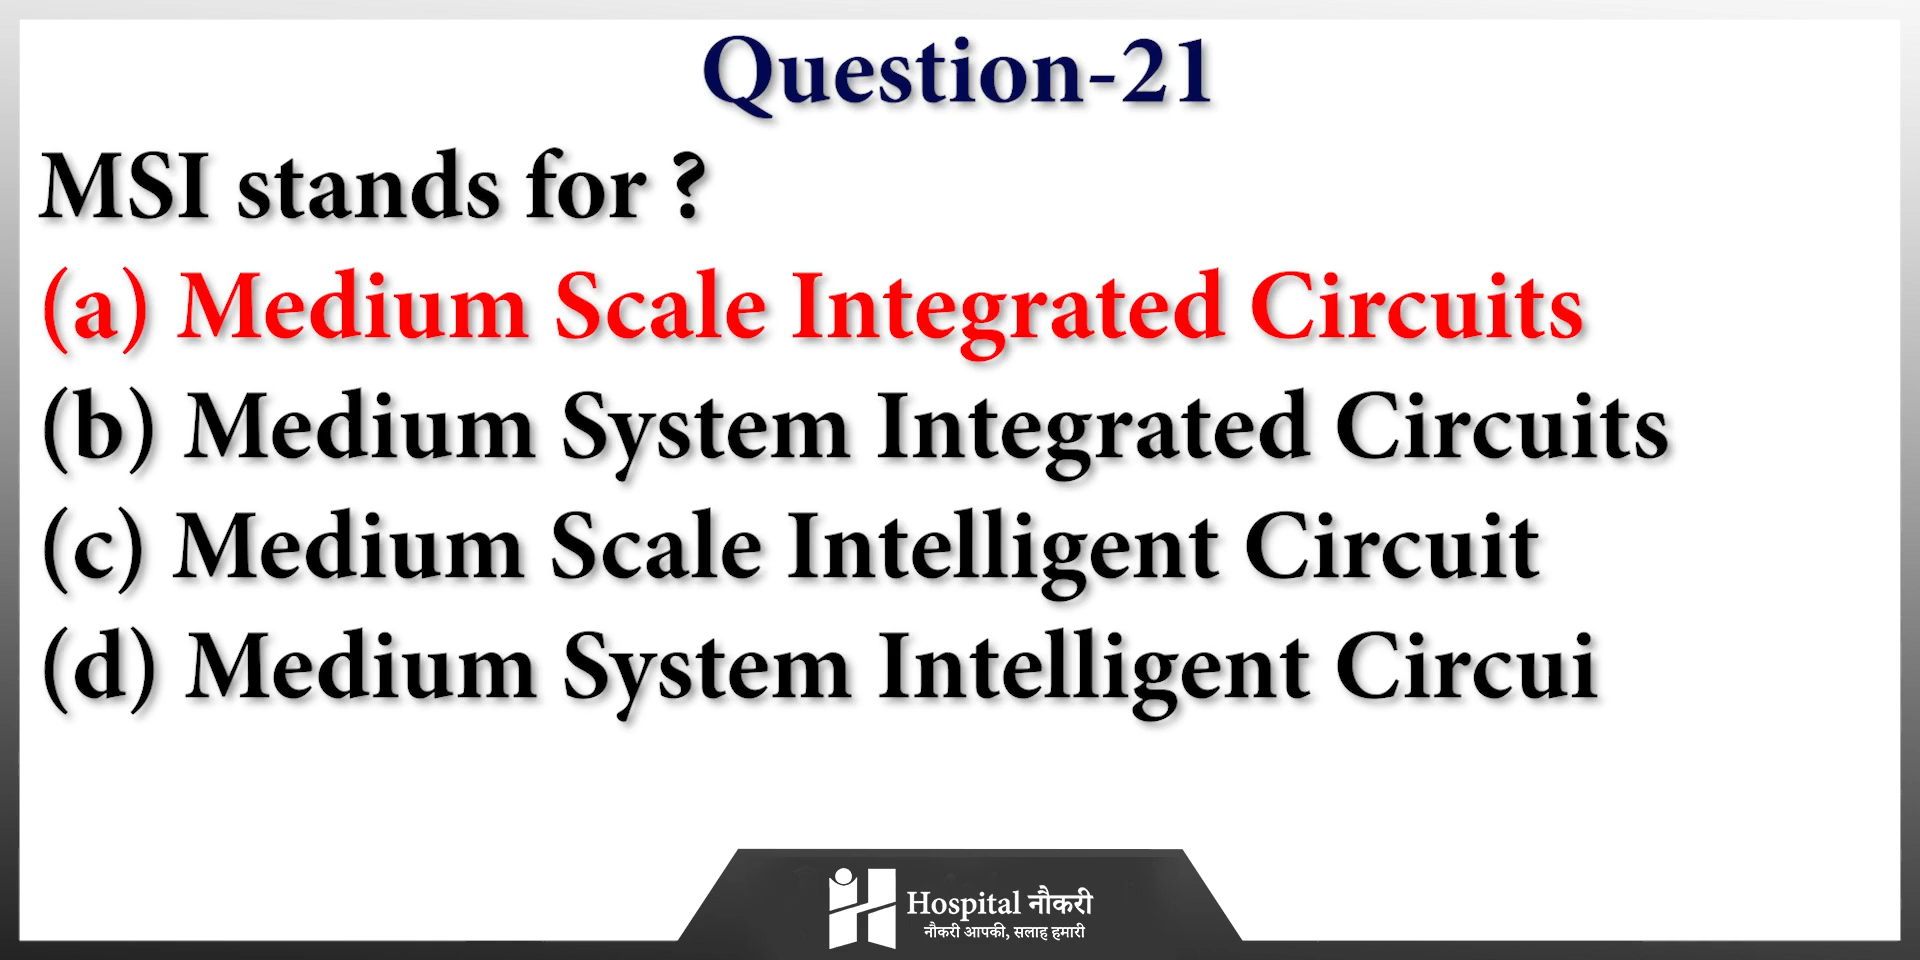 Question-21
MSI stands for ?
(a) Medium Scale Integrated Circuits
(b) Medium System Integrated Circuits
(c) Medium Scale Intelligent Circuit
(d) Medium System Intelligent Circui
Hospital नौकरी
नौकरी आपकी, सलाह हमारी